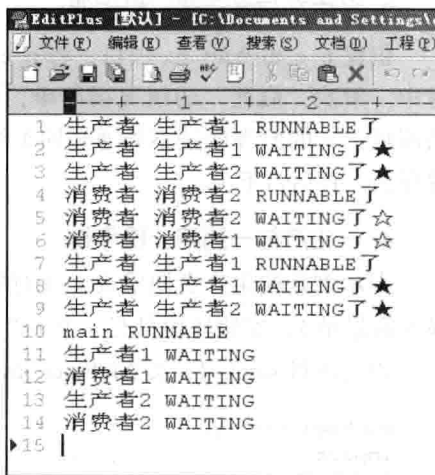 EditPlus [默认] - [C:\Documents and Settings\
文件(F) 编辑(E) 查看(V) 搜索(S) 文档(D) 工程(P)
----+----1----+----2----+----
1 生产者 生产者1 RUNNABLE了
2 生产者 生产者1 WAITING了★
3 生产者 生产者2 WAITING了★
4 消费者 消费者2 RUNNABLE了
5 消费者 消费者2 WAITING了☆
6 消费者 消费者1 WAITING了☆
7 生产者 生产者1 RUNNABLE了
8 生产者 生产者1 WAITING了★
9 生产者 生产者2 WAITING了★
10 main RUNNABLE
11 生产者1 WAITING
12 消费者1 WAITING
13 生产者2 WAITING
14 消费者2 WAITING
15